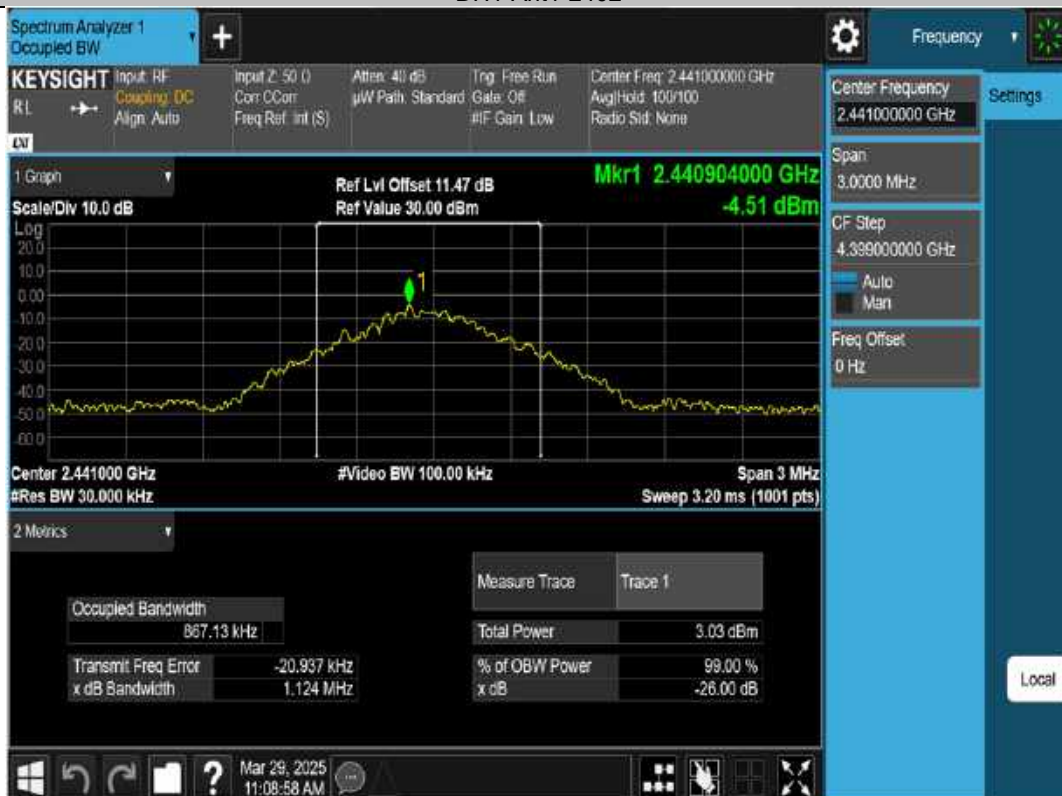 Spectrum Analyzer 1
Occupied BW
Frequency
KEYSIGHT
Input: RF
Coupling: DC
Align: Auto
Input Z: 50 Ω
Corr CCorr
Freq Ref: Int (S)
Atten: 40 dB
µW Path: Standard
Trig: Free Run
Gate: Off
#IF Gain: Low
Center Freq: 2.441000000 GHz
Avg|Hold: 100/100
Radio Std: None
RL
Center Frequency
2.441000000 GHz
Settings
Span
3.0000 MHz
CF Step
4.399000000 GHz
Auto
Man
Freq Offset
0 Hz
Local
1 Graph
Ref Lvl Offset 11.47 dB
Mkr1 2.440904000 GHz
Scale/Div 10.0 dB
Ref Value 30.00 dBm
-4.51 dBm
Log
20.0
10.0
0.00
-10.0
-20.0
-30.0
-40.0
-50.0
-60.0
1
Center 2.441000 GHz
#Video BW 100.00 kHz
Span 3 MHz
#Res BW 30.000 kHz
Sweep 3.20 ms (1001 pts)
2 Metrics
Measure Trace
Trace 1
Occupied Bandwidth
867.13 kHz
Total Power
3.03 dBm
Transmit Freq Error
-20.937 kHz
% of OBW Power
99.00 %
x dB Bandwidth
1.124 MHz
x dB
-26.00 dB
Mar 29, 2025
11:08:58 AM